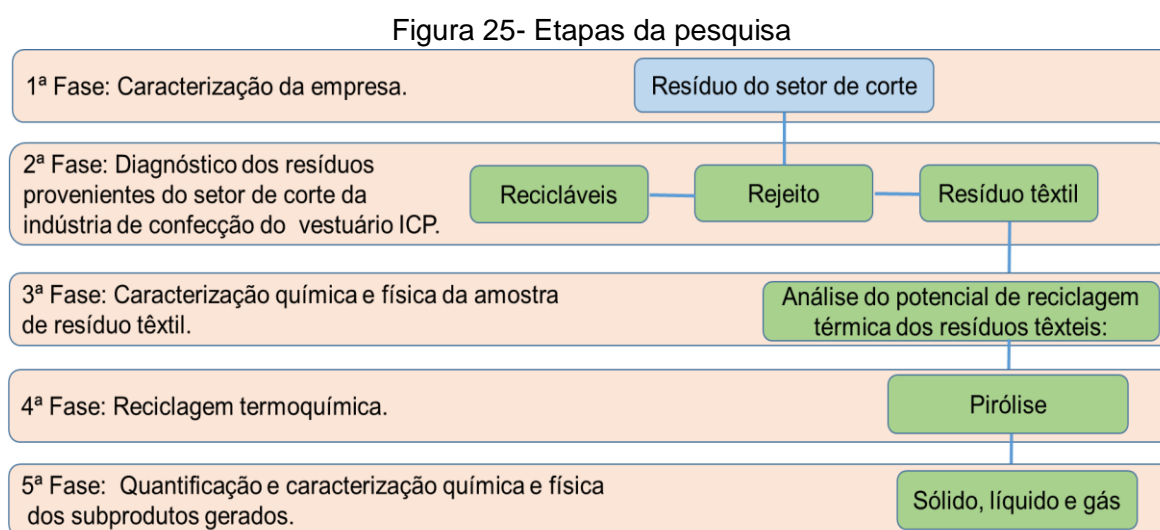 Figura 25- Etapas da pesquisa
1ª Fase: Caracterização da empresa.
Resíduo do setor de corte
2ª Fase: Diagnóstico dos resíduos
provenientes do setor de corte da
indústria de confecção do vestuário ICP.
Recicláveis
Rejeito
Resíduo têxtil
3ª Fase: Caracterização química e física da amostra
de resíduo têxtil.
Análise do potencial de reciclagem
térmica dos resíduos têxteis:
4ª Fase: Reciclagem termoquímica.
Pirólise
5ª Fase: Quantificação e caracterização química e física
dos subprodutos gerados.
Sólido, líquido e gás